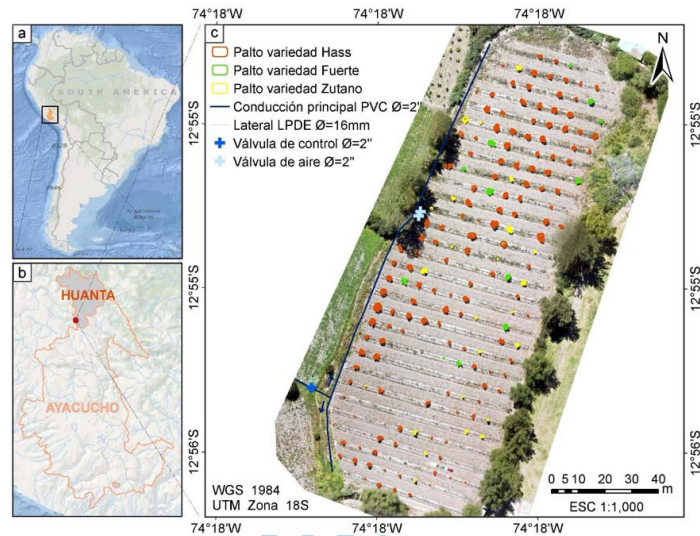 74°18'W 74°18'W 74°18'W
a
SOUTH AMERICA
b
HUANTA
AYACUCHO
c
Palto variedad Hass
Palto variedad Fuerte
Palto variedad Zutano
Conducción principal PVC Ø=2"
Lateral LPDE Ø=16mm
Válvula de control Ø=2"
Válvula de aire Ø=2"
N
12°55'S
12°55'S
12°56'S
12°55'S
12°55'S
12°56'S
WGS 1984
UTM Zona 18S
0 5 10 20 30 40
m
ESC 1:1,000
74°18'W 74°18'W 74°18'W